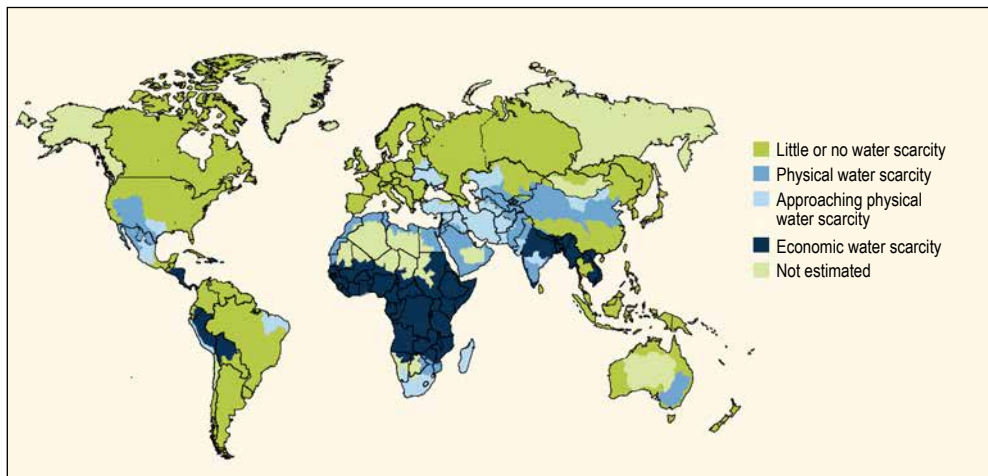 Little or no water scarcity
Physical water scarcity
Approaching physical
water scarcity
Economic water scarcity
Not estimated